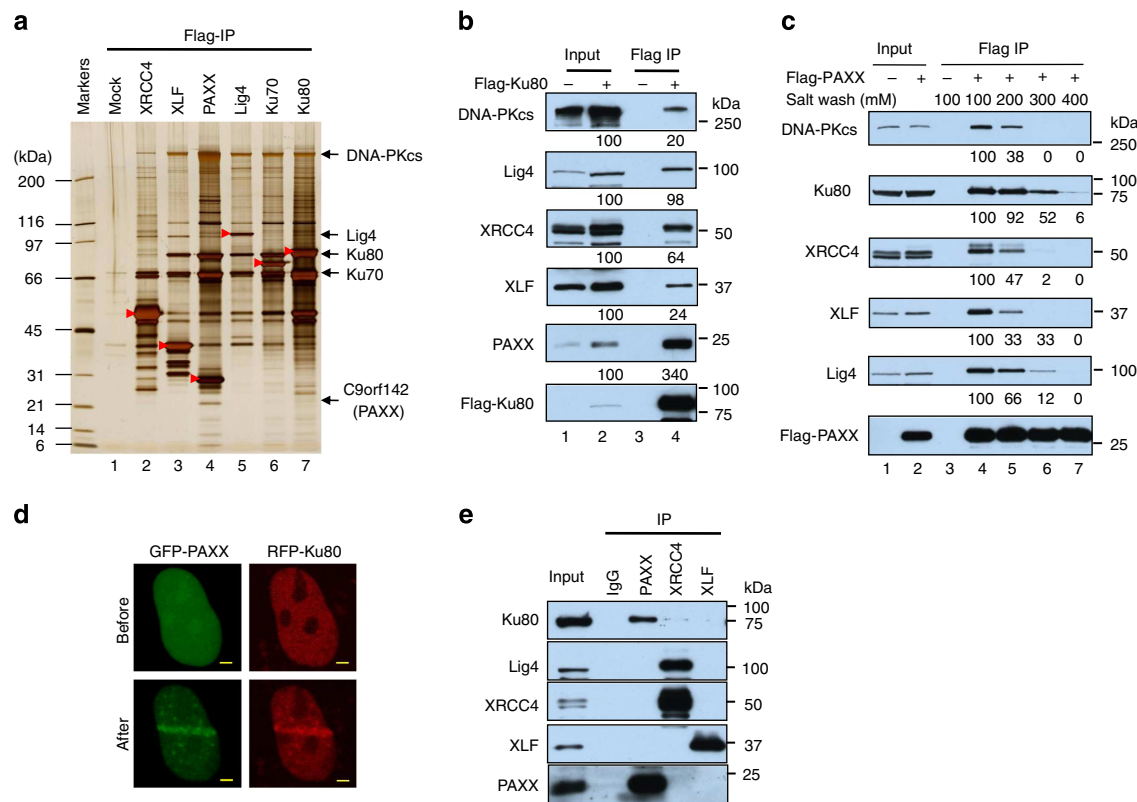 a
Flag-IP
Markers
Mock
XRCC4
XLF
PAXX
Lig4
Ku70
Ku80
(kDa)
200
116
97
66
45
31
21
14
6
DNA-PKcs
Lig4
Ku80
Ku70
C9orf142
(PAXX)
1 2 3 4 5 6 7
b
Input Flag IP
Flag-Ku80 – + – +
kDa
DNA-PKcs 250
100 20
Lig4 100
100 98
XRCC4 50
100 64
XLF 37
100 24
PAXX 25
100 340
Flag-Ku80 100
75
1 2 3 4
c
Input Flag IP
Flag-PAXX – + – + + + +
Salt wash (mM) 100 100 200 300 400
kDa
DNA-PKcs 250
100 38 0 0
Ku80 100
75
100 92 52 6
XRCC4 50
100 47 2 0
XLF 37
100 33 33 0
Lig4 100
100 66 12 0
Flag-PAXX 25
1 2 3 4 5 6 7
d
GFP-PAXX RFP-Ku80
Before
After
e
IP
Input
IgG
PAXX
XRCC4
XLF
kDa
Ku80 100
75
Lig4 100
XRCC4 50
XLF 37
PAXX 25